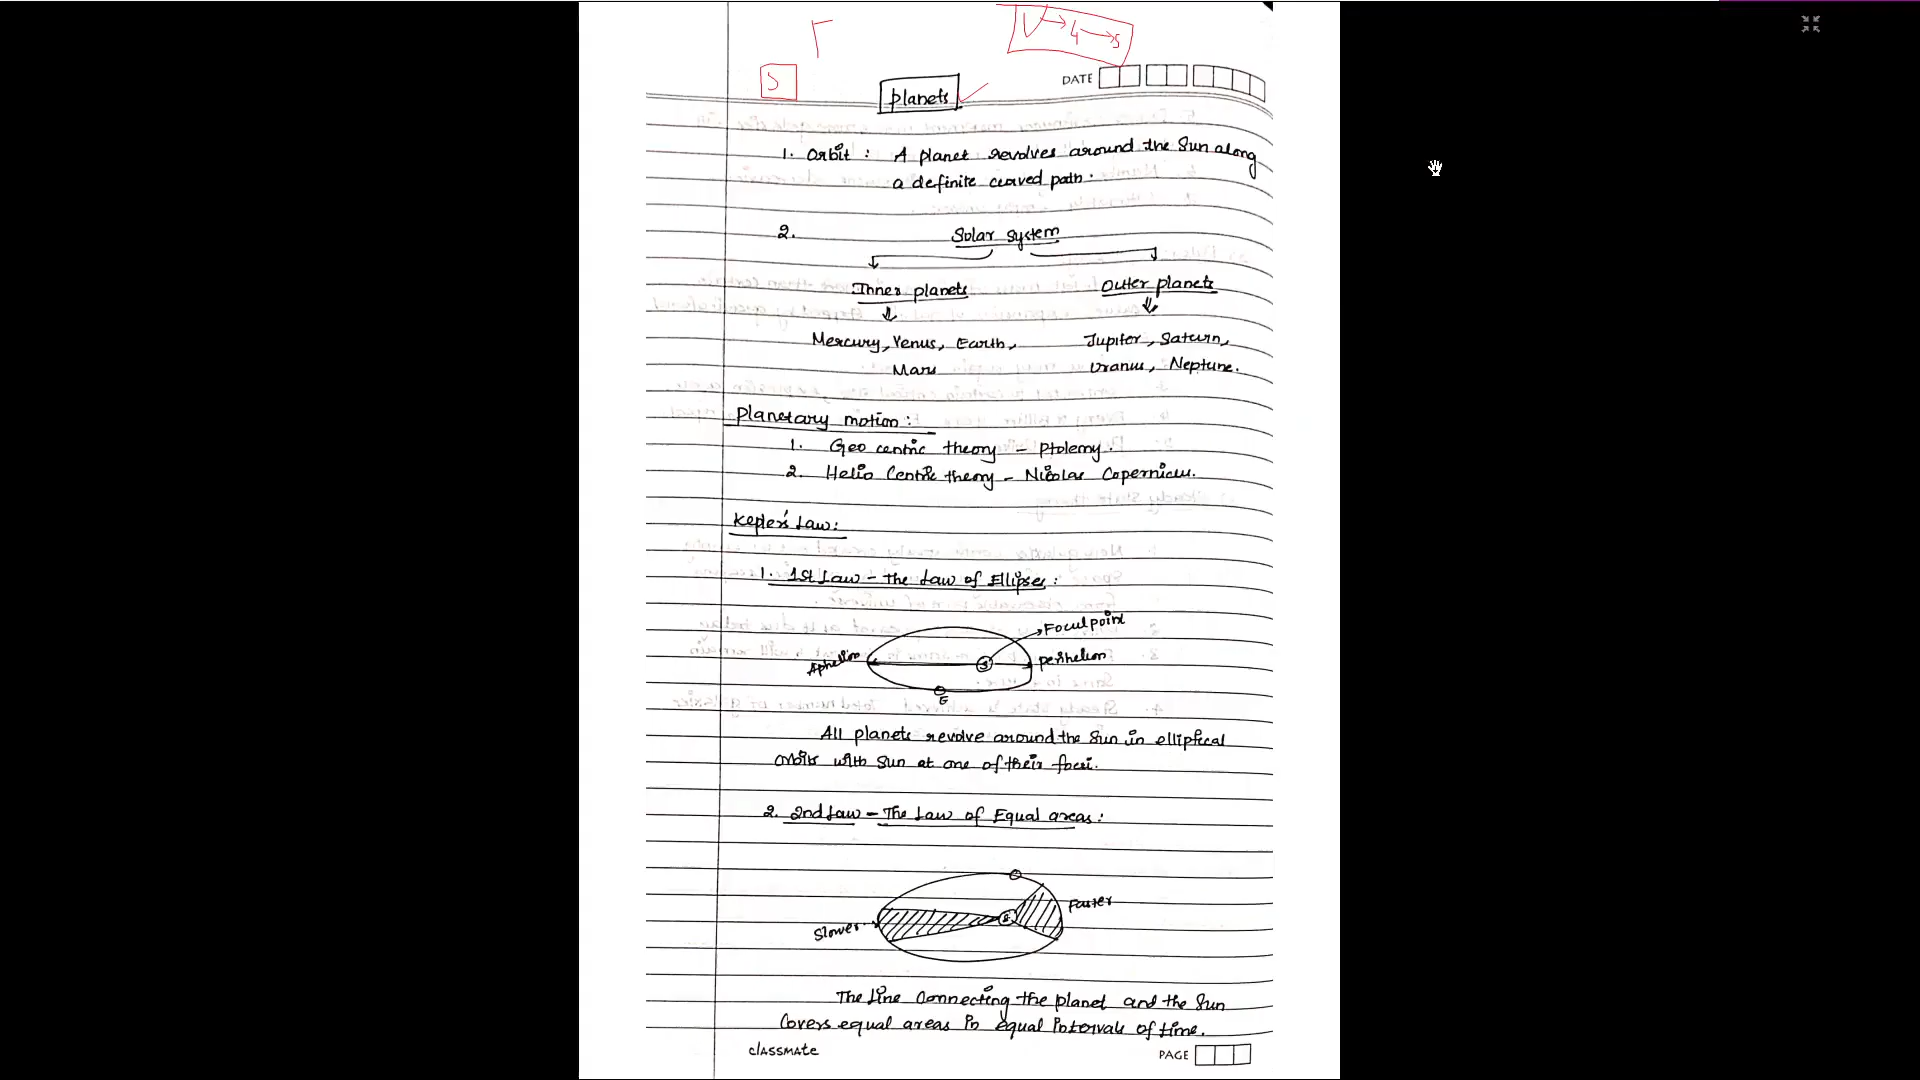 V → 4 → 5
5
DATE
Planets
1. Orbit : A planet revolves around the Sun along
a definite curved path.
2. Solar System
Inner planets Outer planets
Mercury, Venus, Earth, Jupiter, Saturn,
Mars Uranus, Neptune.
Planetary motion:
1. Geo centric theory - Ptolemy.
2. Helio Centric theory - Nicolas Copernicus.
Kepler's Law:
1. 1st Law - The Law of Ellipses:
Focul point
Aphelion S perihelion
E
All planets revolve around the Sun in elliptical
orbits with Sun at one of their foci.
2. 2nd Law - The Law of Equal areas:
Faster
S
Slower
The line connecting the planet and the Sun
Covers equal areas in equal intervals of time.
classmate
PAGE